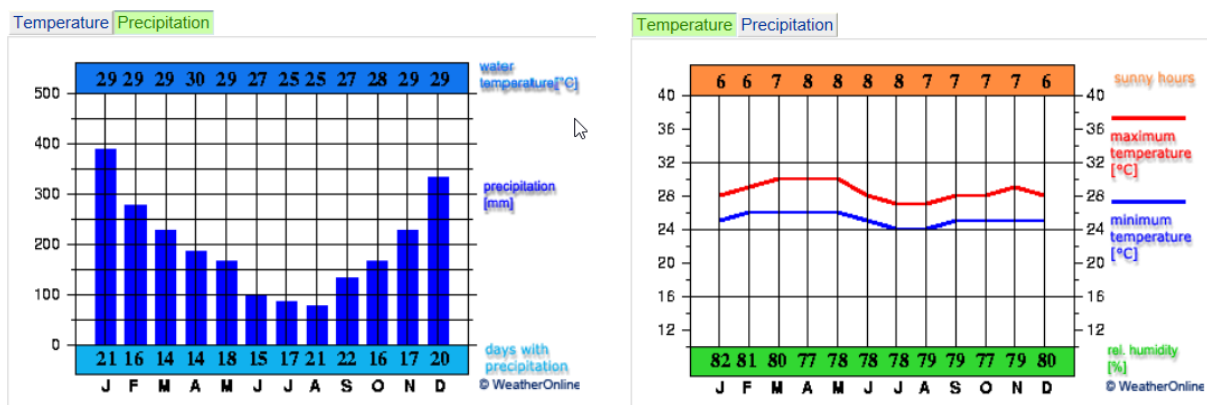 Temperature Precipitation
29 29 29 30 29 27 25 25 27 28 29 29
water
temperature[°C]
500
400
300
200
100
0
precipitation
[mm]
21 16 14 14 18 15 17 21 22 16 17 20
days with
precipitation
J F M A M J J A S O N D
© WeatherOnline
Temperature Precipitation
6 6 7 8 8 8 8 7 7 7 7 6
sunny hours
40 40
36 36
32 32
28 28
24 24
20 20
16 16
12 12
maximum
temperature
[°C]
minimum
temperature
[°C]
82 81 80 77 78 78 78 79 79 77 79 80
rel. humidity
[%]
J F M A M J J A S O N D
© WeatherOnline